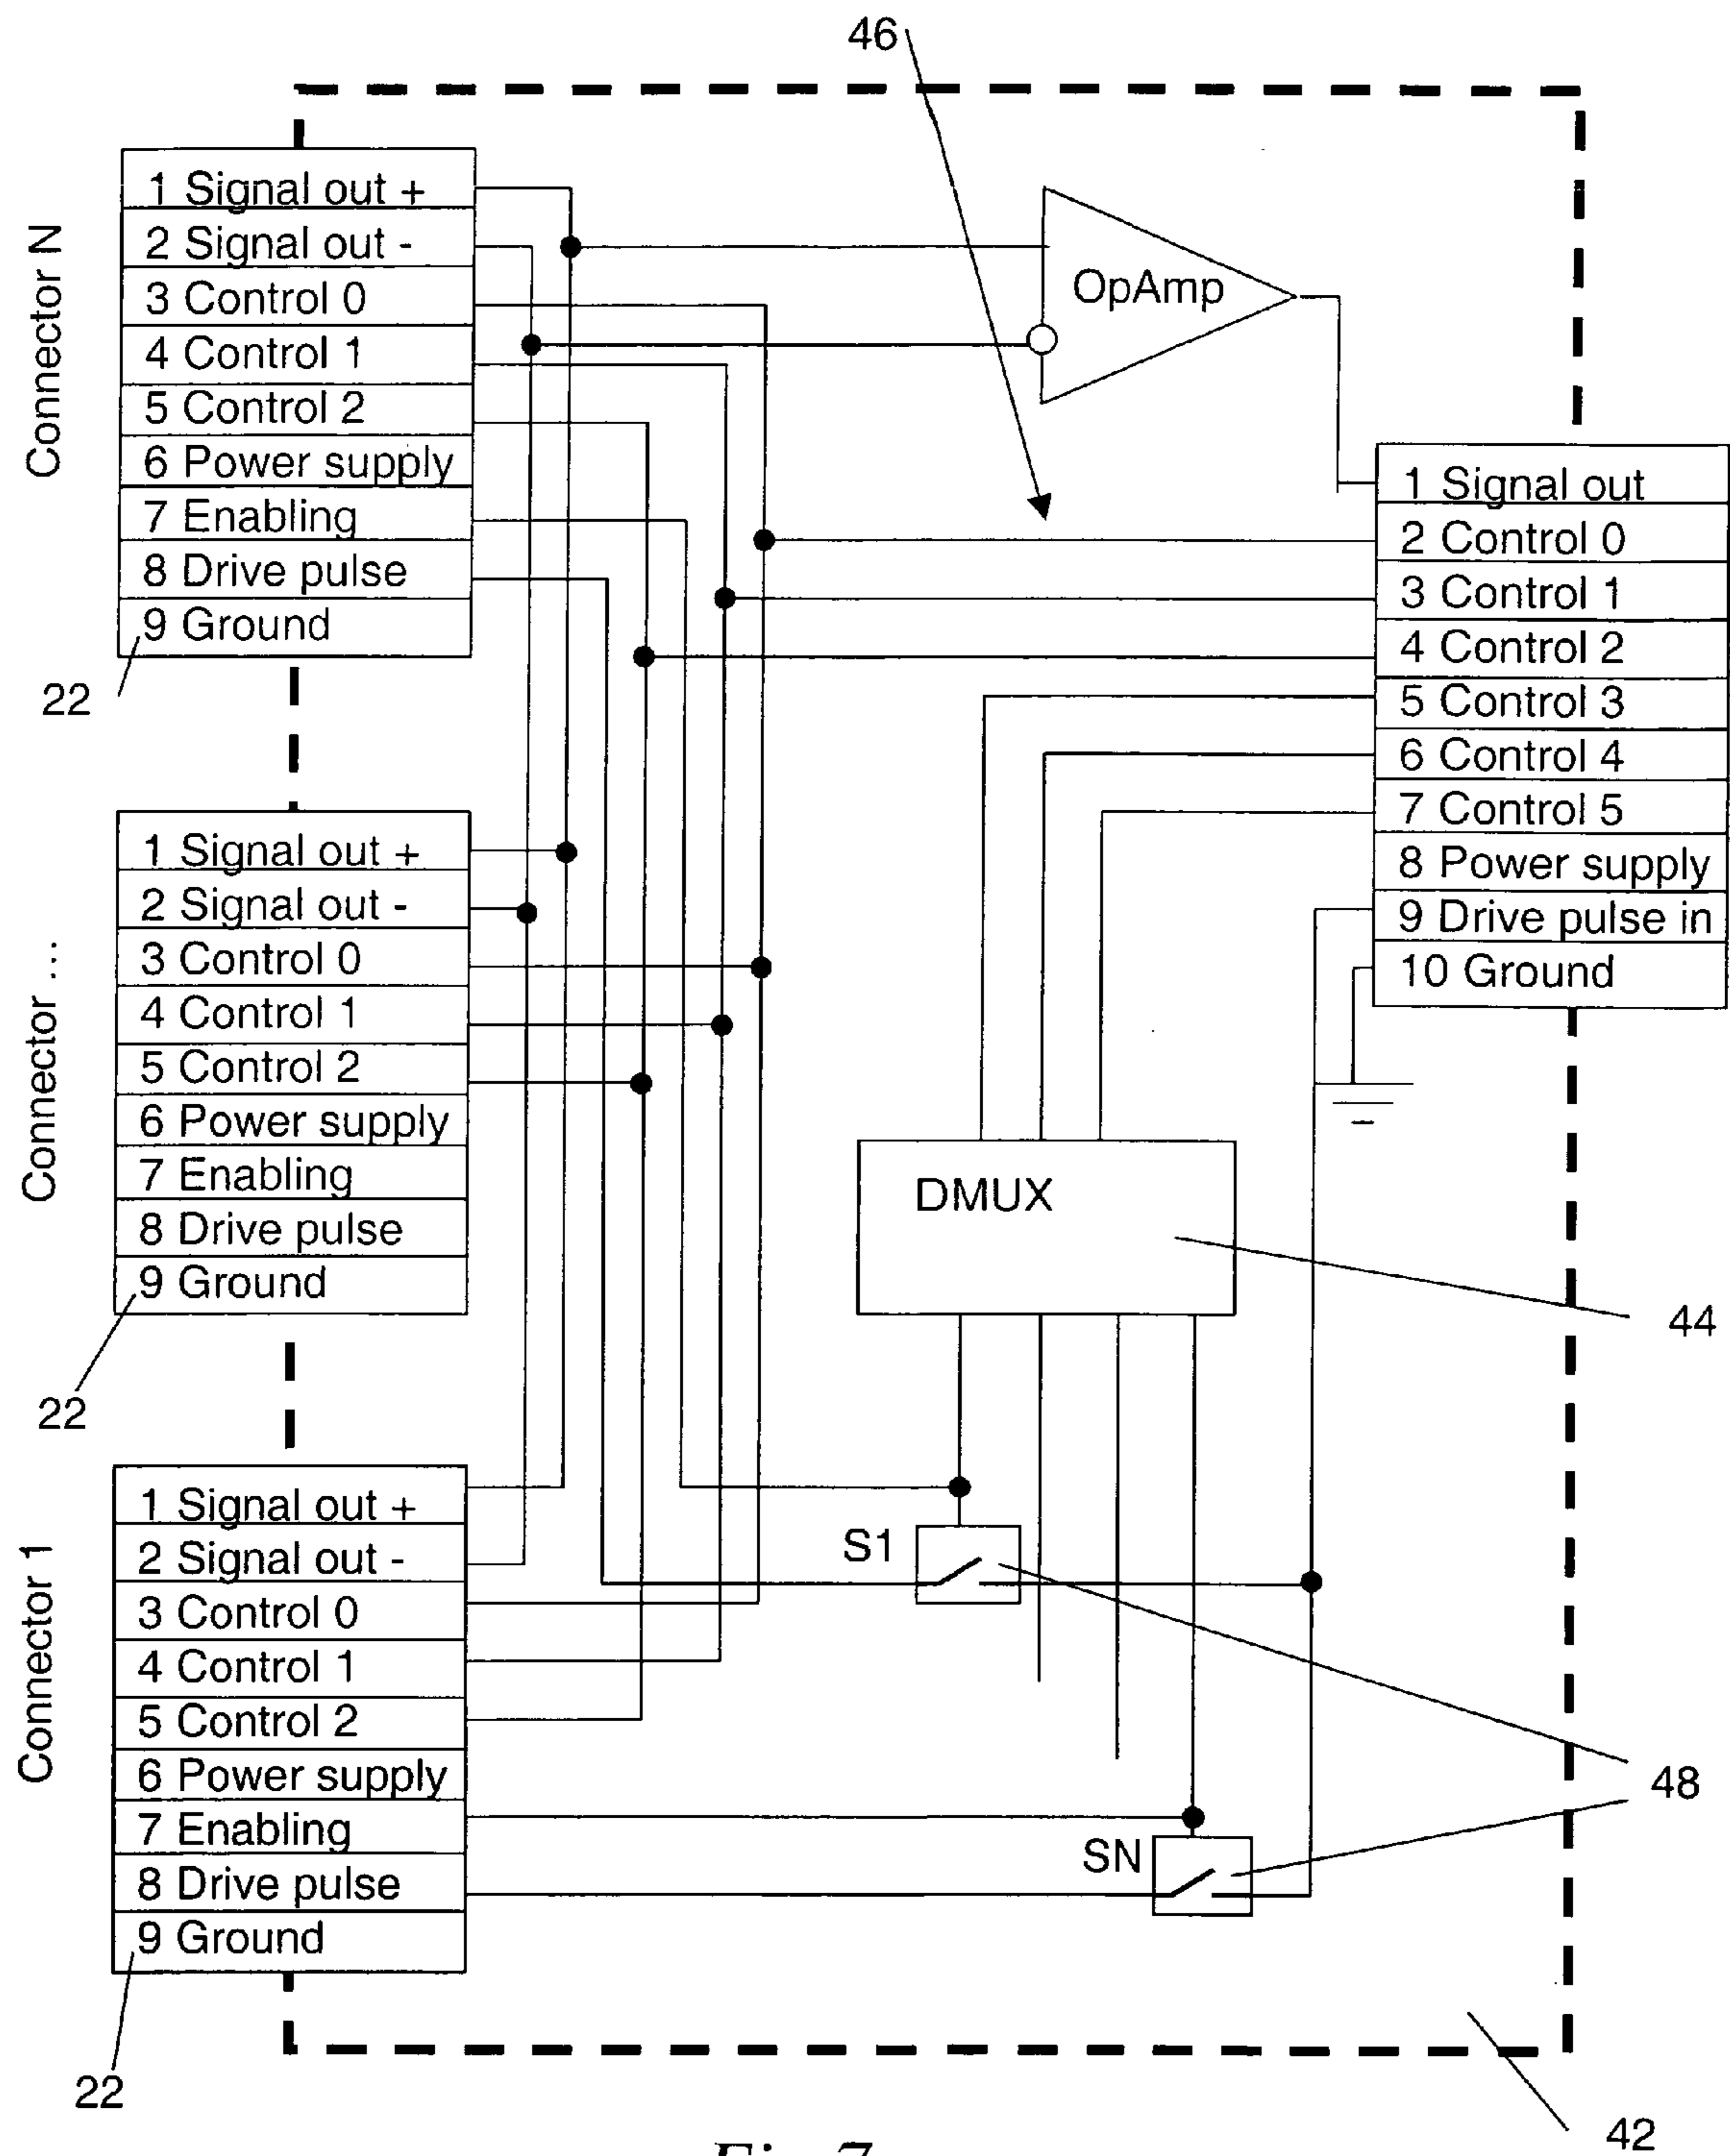 46
Connector N
1 Signal out +
2 Signal out -
3 Control 0
4 Control 1
5 Control 2
6 Power supply
7 Enabling
8 Drive pulse
9 Ground
22
OpAmp
1 Signal out
2 Control 0
3 Control 1
4 Control 2
5 Control 3
6 Control 4
7 Control 5
8 Power supply
9 Drive pulse in
10 Ground
Connector ...
1 Signal out +
2 Signal out -
3 Control 0
4 Control 1
5 Control 2
6 Power supply
7 Enabling
8 Drive pulse
9 Ground
22
DMUX
44
Connector 1
1 Signal out +
2 Signal out -
3 Control 0
4 Control 1
5 Control 2
6 Power supply
7 Enabling
8 Drive pulse
9 Ground
22
S1
SN
48
42
Fig 7